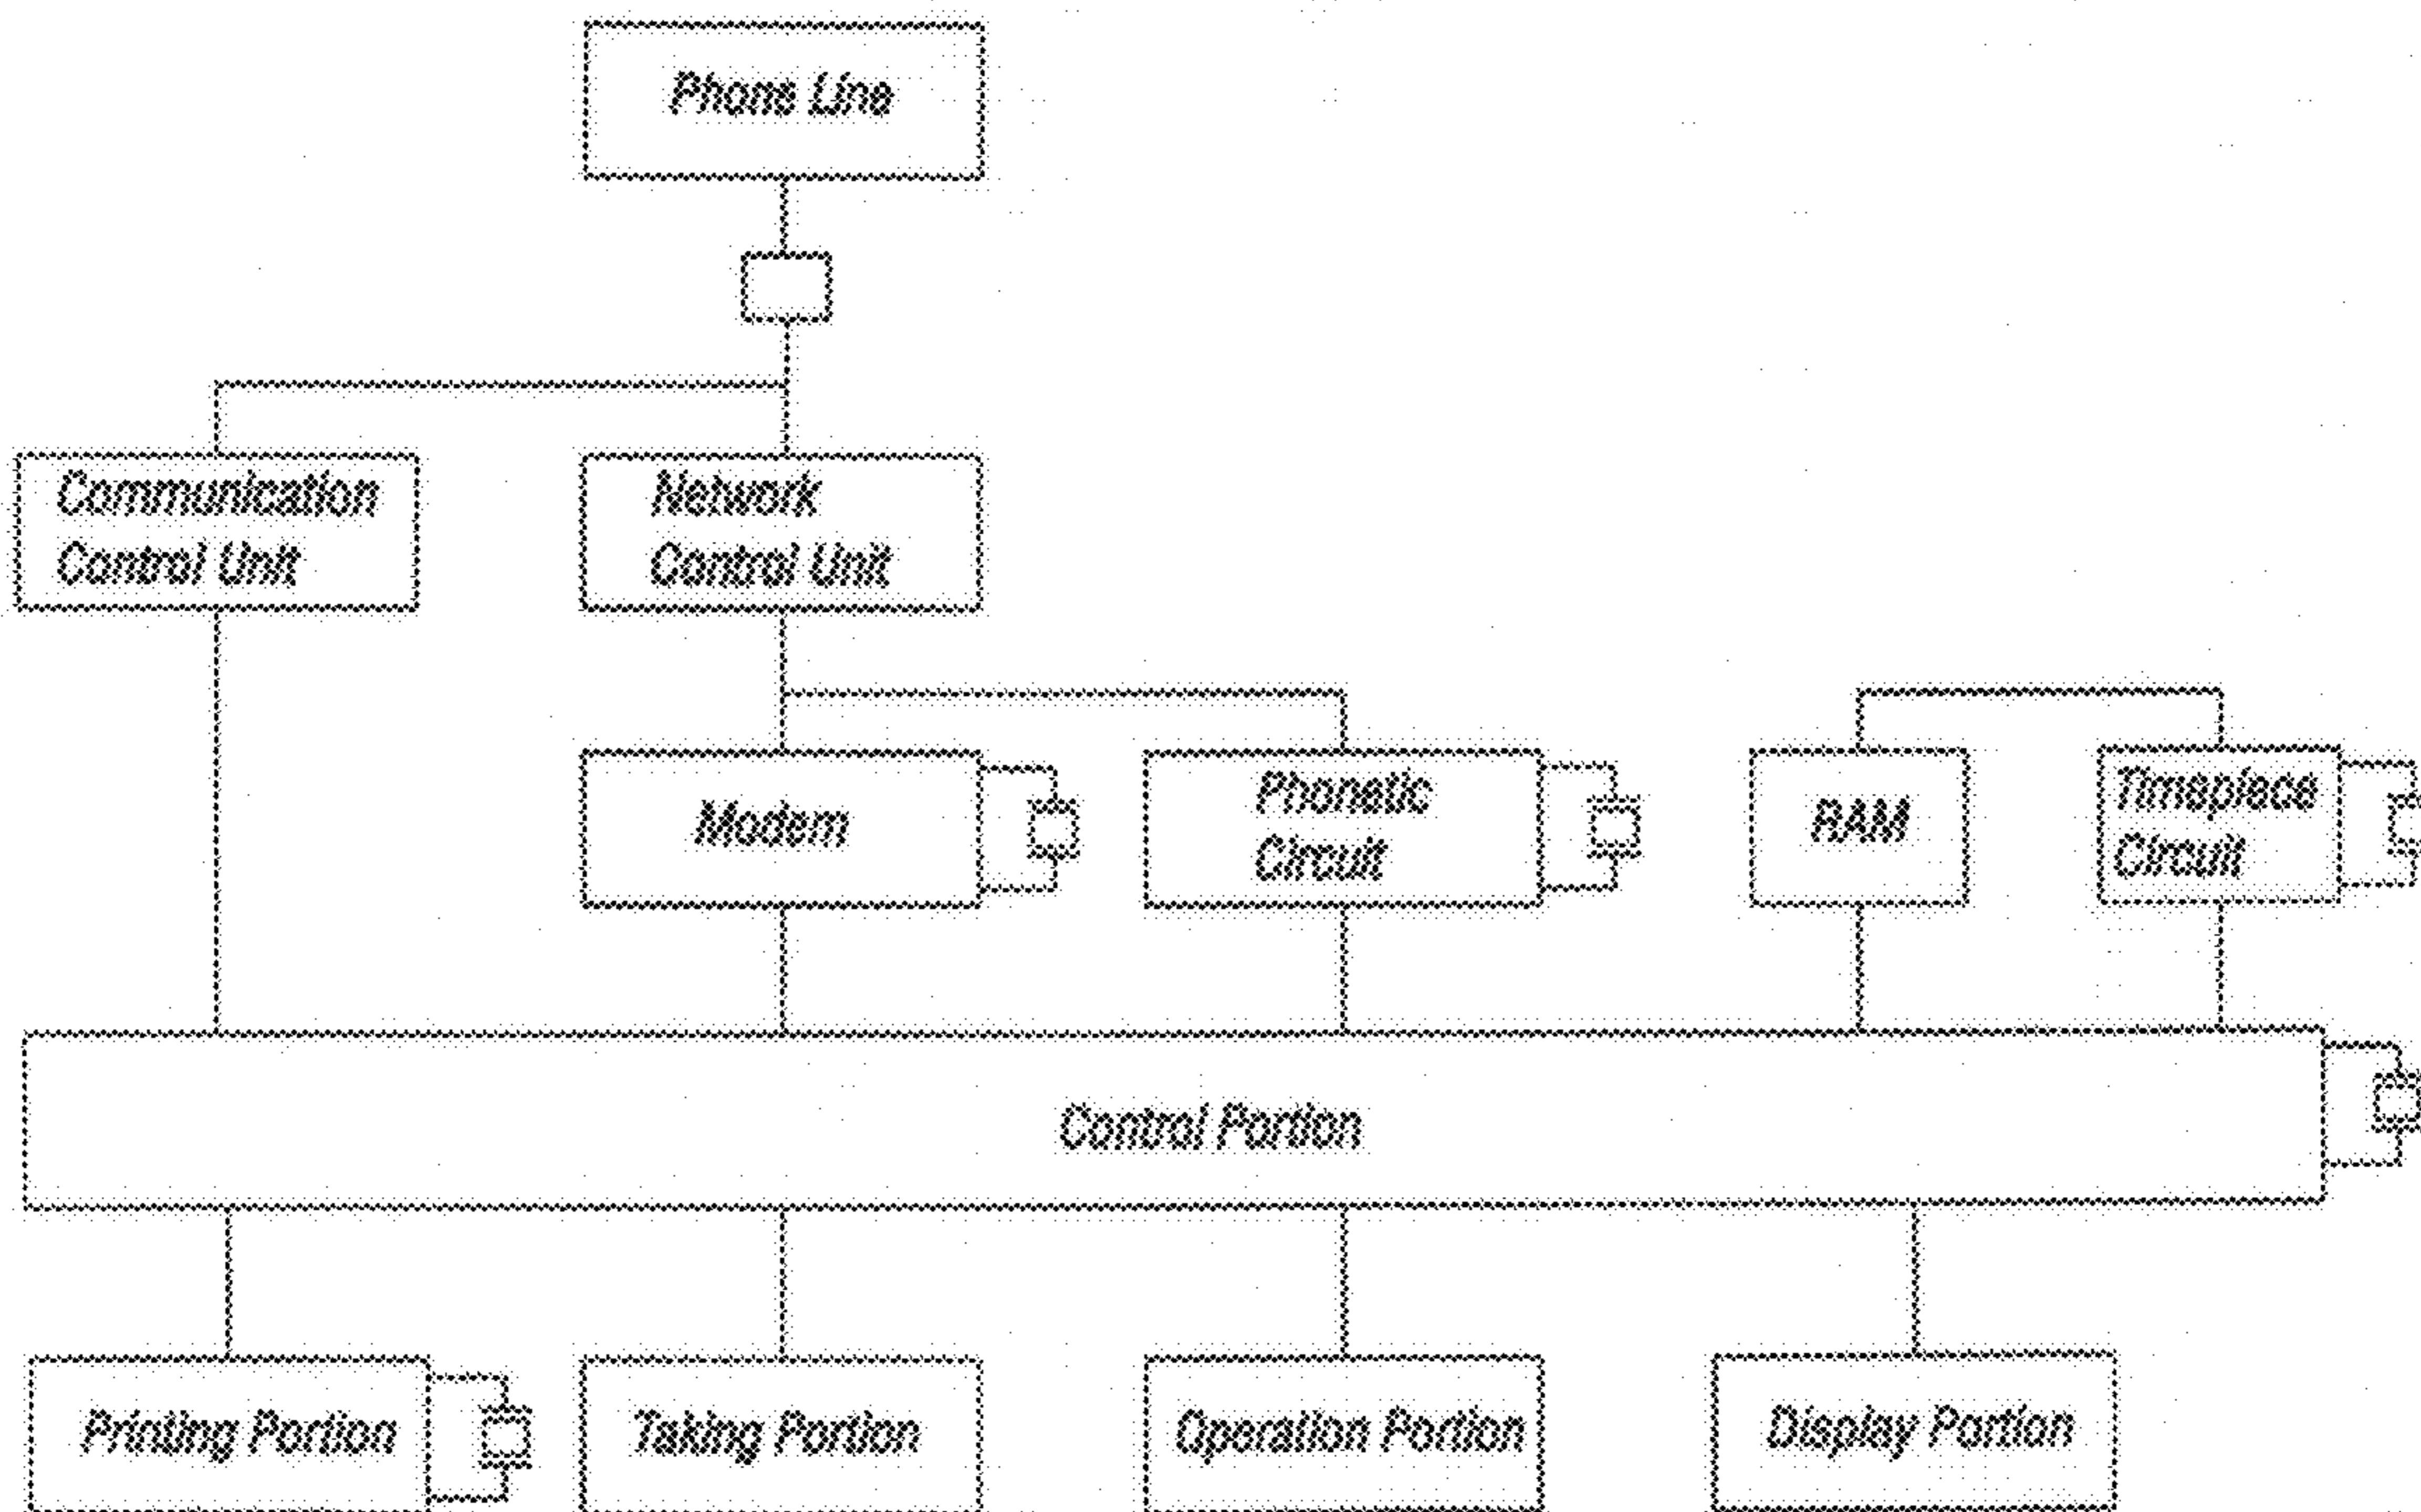 Phone Line
Communication
Control Unit
Network
Control Unit
Modem
Phonetic
Circuit
RAM
Timepiece
Circuit
Control Portion
Printing Portion
Taking Portion
Operation Portion
Display Portion